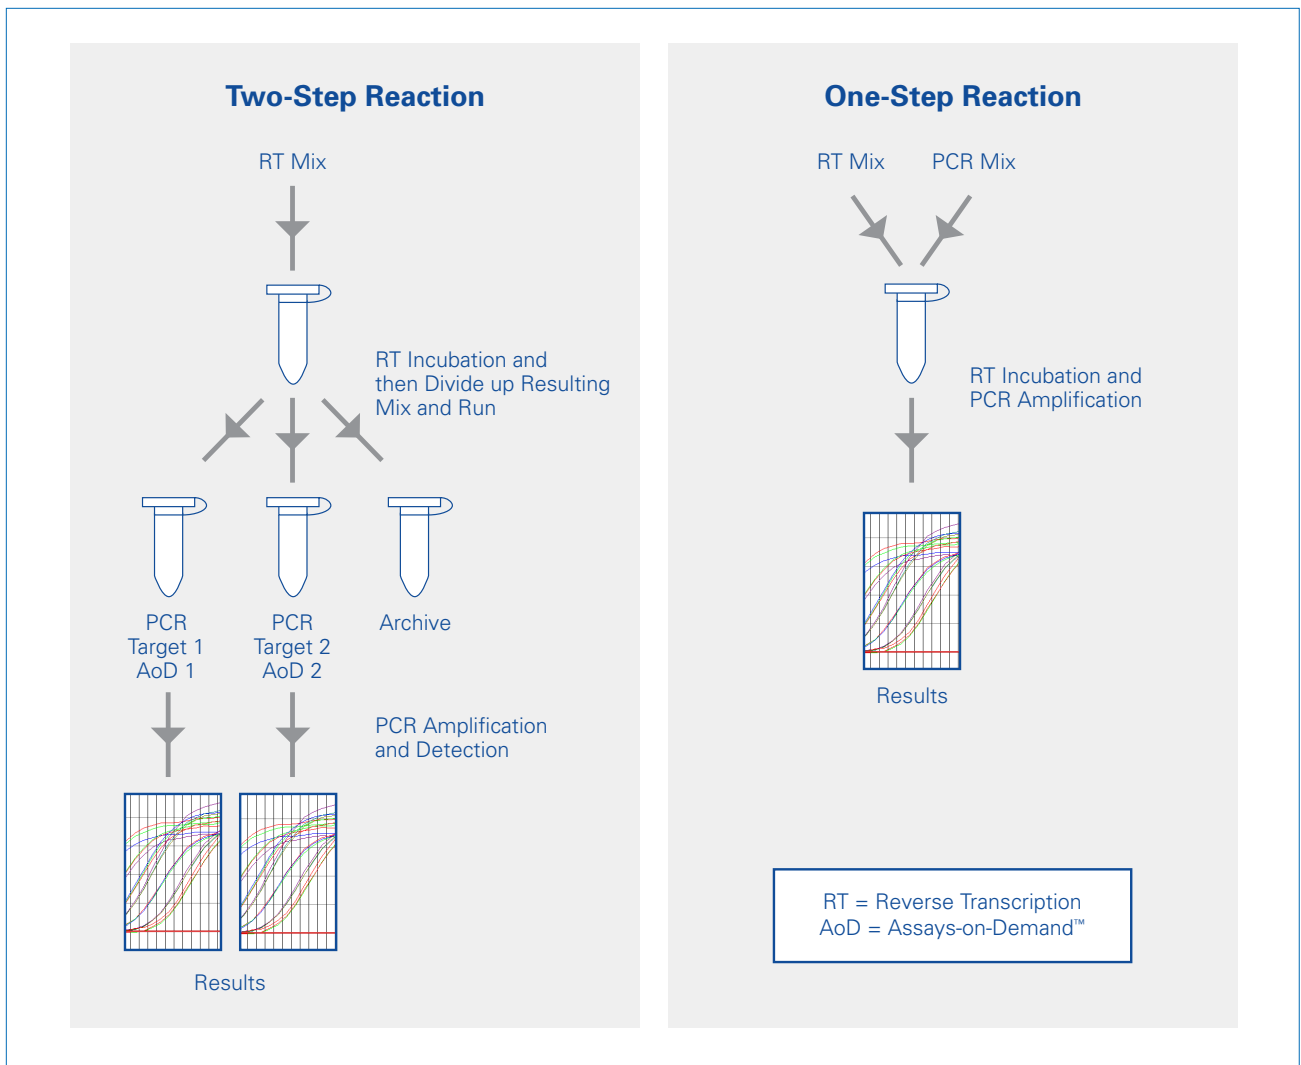 Two-Step Reaction
RT Mix
RT Incubation and
then Divide up Resulting
Mix and Run
PCR
Target 1
AoD 1
PCR
Target 2
AoD 2
Archive
PCR Amplification
and Detection
Results
One-Step Reaction
RT Mix
PCR Mix
RT Incubation and
PCR Amplification
Results
RT = Reverse Transcription
AoD = Assays-on-Demand™